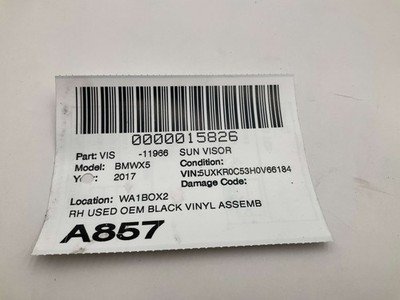 0000015826
Part: VIS -11966 SUN VISOR
Model: BMWX5 Condition:
Year: 2017 VIN:5UXKR0C53H0V66184
Damage Code:
Location: WA1BOX2
RH USED OEM BLACK VINYL ASSEMB
A857